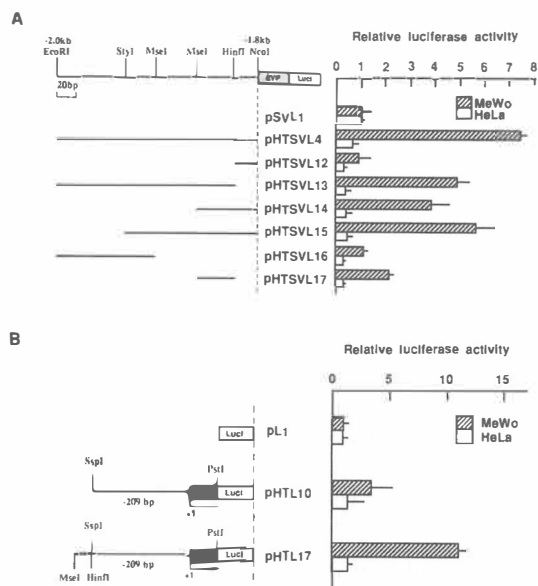 A
Relative luciferase activity
-2.0kb -1.8kb
EcoRI StyI MseI MseI HinfI NcoI
0 1 2 3 4 5 6 7 8
SVP Luci
20bp
MeWo
HeLa
pSVL1
pHTSVL4
pHTSVL12
pHTSVL13
pHTSVL14
pHTSVL15
pHTSVL16
pHTSVL17
B
Relative luciferase activity
0 5 10 15
MeWo
HeLa
Luci
pL1
SspI
PstI
Luci
pHTL10
-209 bp
+1
SspI
PstI
Luci
pHTL17
-209 bp
MseI HinfI
+1